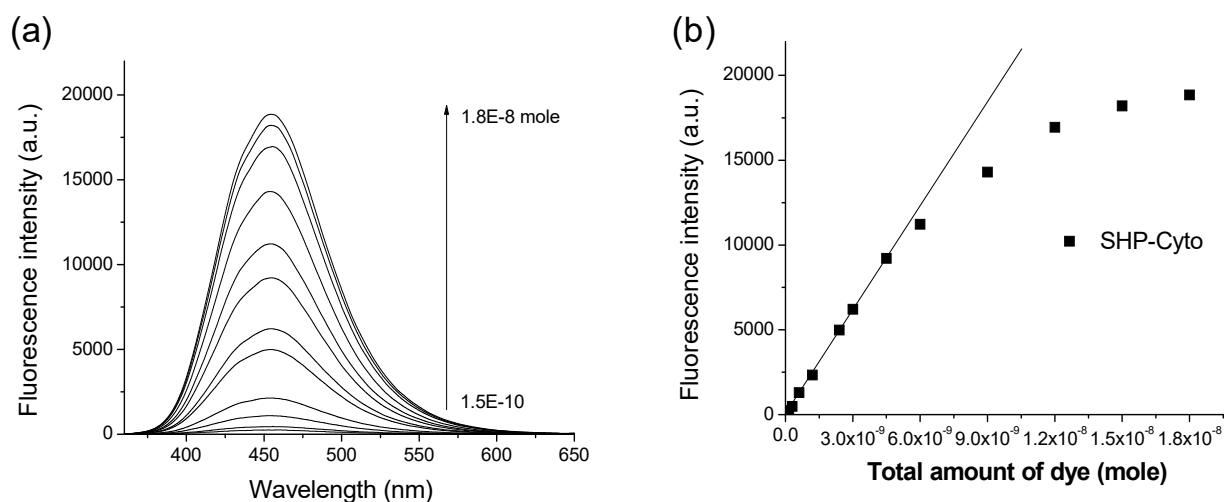 (a)
Fluorescence intensity (a.u.)
20000
15000
10000
5000
0
1.8E-8 mole
1.5E-10
400 450 500 550 600 650
Wavelength (nm)
(b)
Fluorescence intensity (a.u.)
20000
15000
10000
5000
0
SHP-Cyto
0.0 3.0x10⁻⁹ 6.0x10⁻⁹ 9.0x10⁻⁹ 1.2x10⁻⁸ 1.5x10⁻⁸ 1.8x10⁻⁸
Total amount of dye (mole)